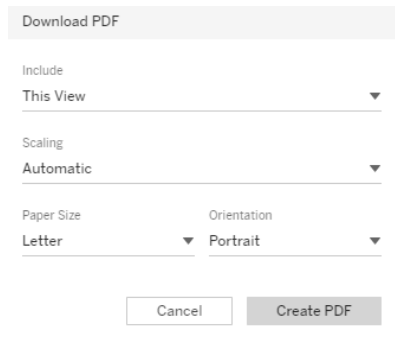 Download PDF
Include
This View
Scaling
Automatic
Paper Size Orientation
Letter Portrait
Cancel Create PDF